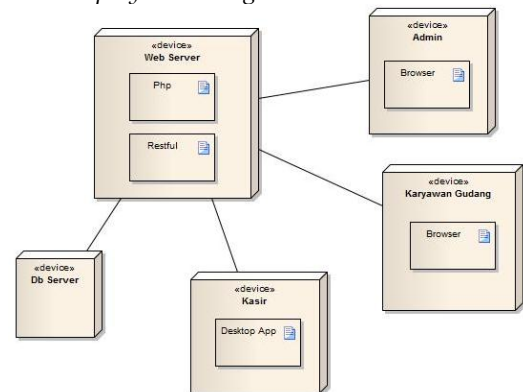 «device»
Web Server
Php
Restful
«device»
Admin
Browser
«device»
Karyawan Gudang
Browser
«device»
Db Server
«device»
Kasir
Desktop App